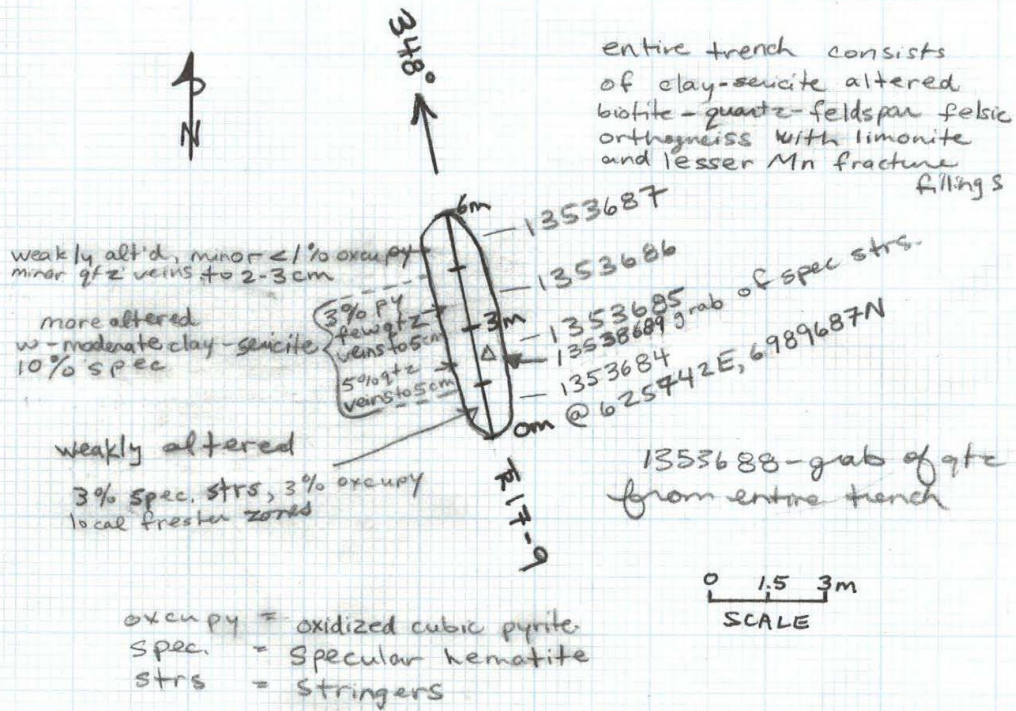 348°
N
entire trench consists
of clay-sericite altered
biotite-quartz-feldspar felsic
orthogneiss with limonite
and lesser Mn fracture
fillings
6m
1353687
weakly alt'd, minor <1% oxcupy
minor qtz veins to 2-3cm
1353686
3% py
few qtz
veins to 5cm
3m
1353685
13538689 grab of spec strs.
more altered
w-moderate clay-sericite
10% spec
Δ
5% qtz
veins to 5cm
1353684
0m @ 625742E, 6989687N
weakly altered
3% spec. strs, 3% oxcupy
local fresher zones
1353688-grab of qtz
from entire trench
TR17-9
0 1.5 3m
SCALE
oxcupy = oxidized cubic pyrite
spec. = specular hematite
strs = stringers